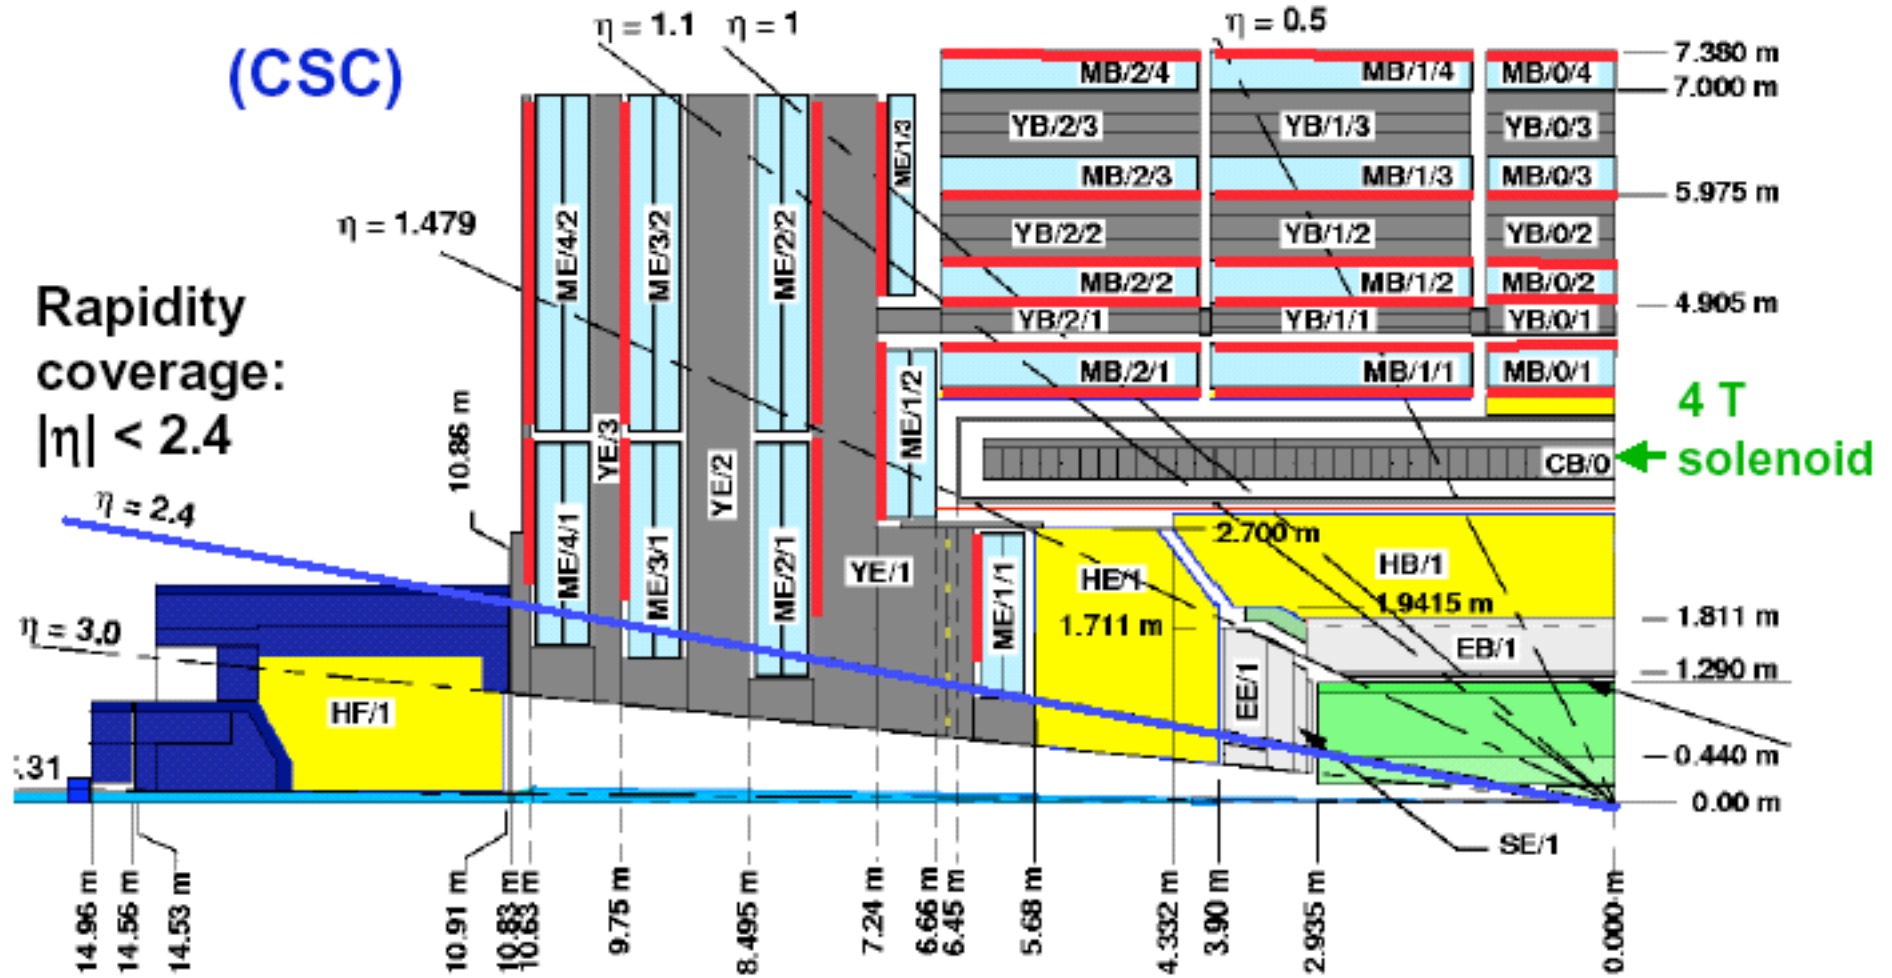 η = 1.1
η = 1
η = 0.5
(CSC)
7.380 m
MB/2/4
MB/1/4
MB/0/4
7.000 m
YB/2/3
YB/1/3
YB/0/3
ME/1/3
MB/2/3
MB/1/3
MB/0/3
5.975 m
η = 1.479
YB/2/2
YB/1/2
YB/0/2
ME/4/2
ME/3/2
ME/2/2
MB/2/2
MB/1/2
MB/0/2
4.905 m
Rapidity
coverage:
|η| < 2.4
YB/2/1
YB/1/1
YB/0/1
MB/2/1
MB/1/1
MB/0/1
ME/1/2
4 T
solenoid
10.86 m
YE/3
YE/2
CB/0
η = 2.4
2.700 m
ME/4/1
ME/3/1
ME/2/1
YE/1
ME/1/1
HE/1
HB/1
1.9415 m
1.811 m
1.711 m
η = 3.0
EB/1
1.290 m
EE/1
HF/1
0.440 m
:.31
0.00 m
SE/1
14.96 m
14.56 m
14.53 m
10.91 m
10.83 m
10.63 m
9.75 m
8.495 m
7.24 m
6.66 m
6.45 m
5.68 m
4.332 m
3.90 m
2.935 m
0.000 m